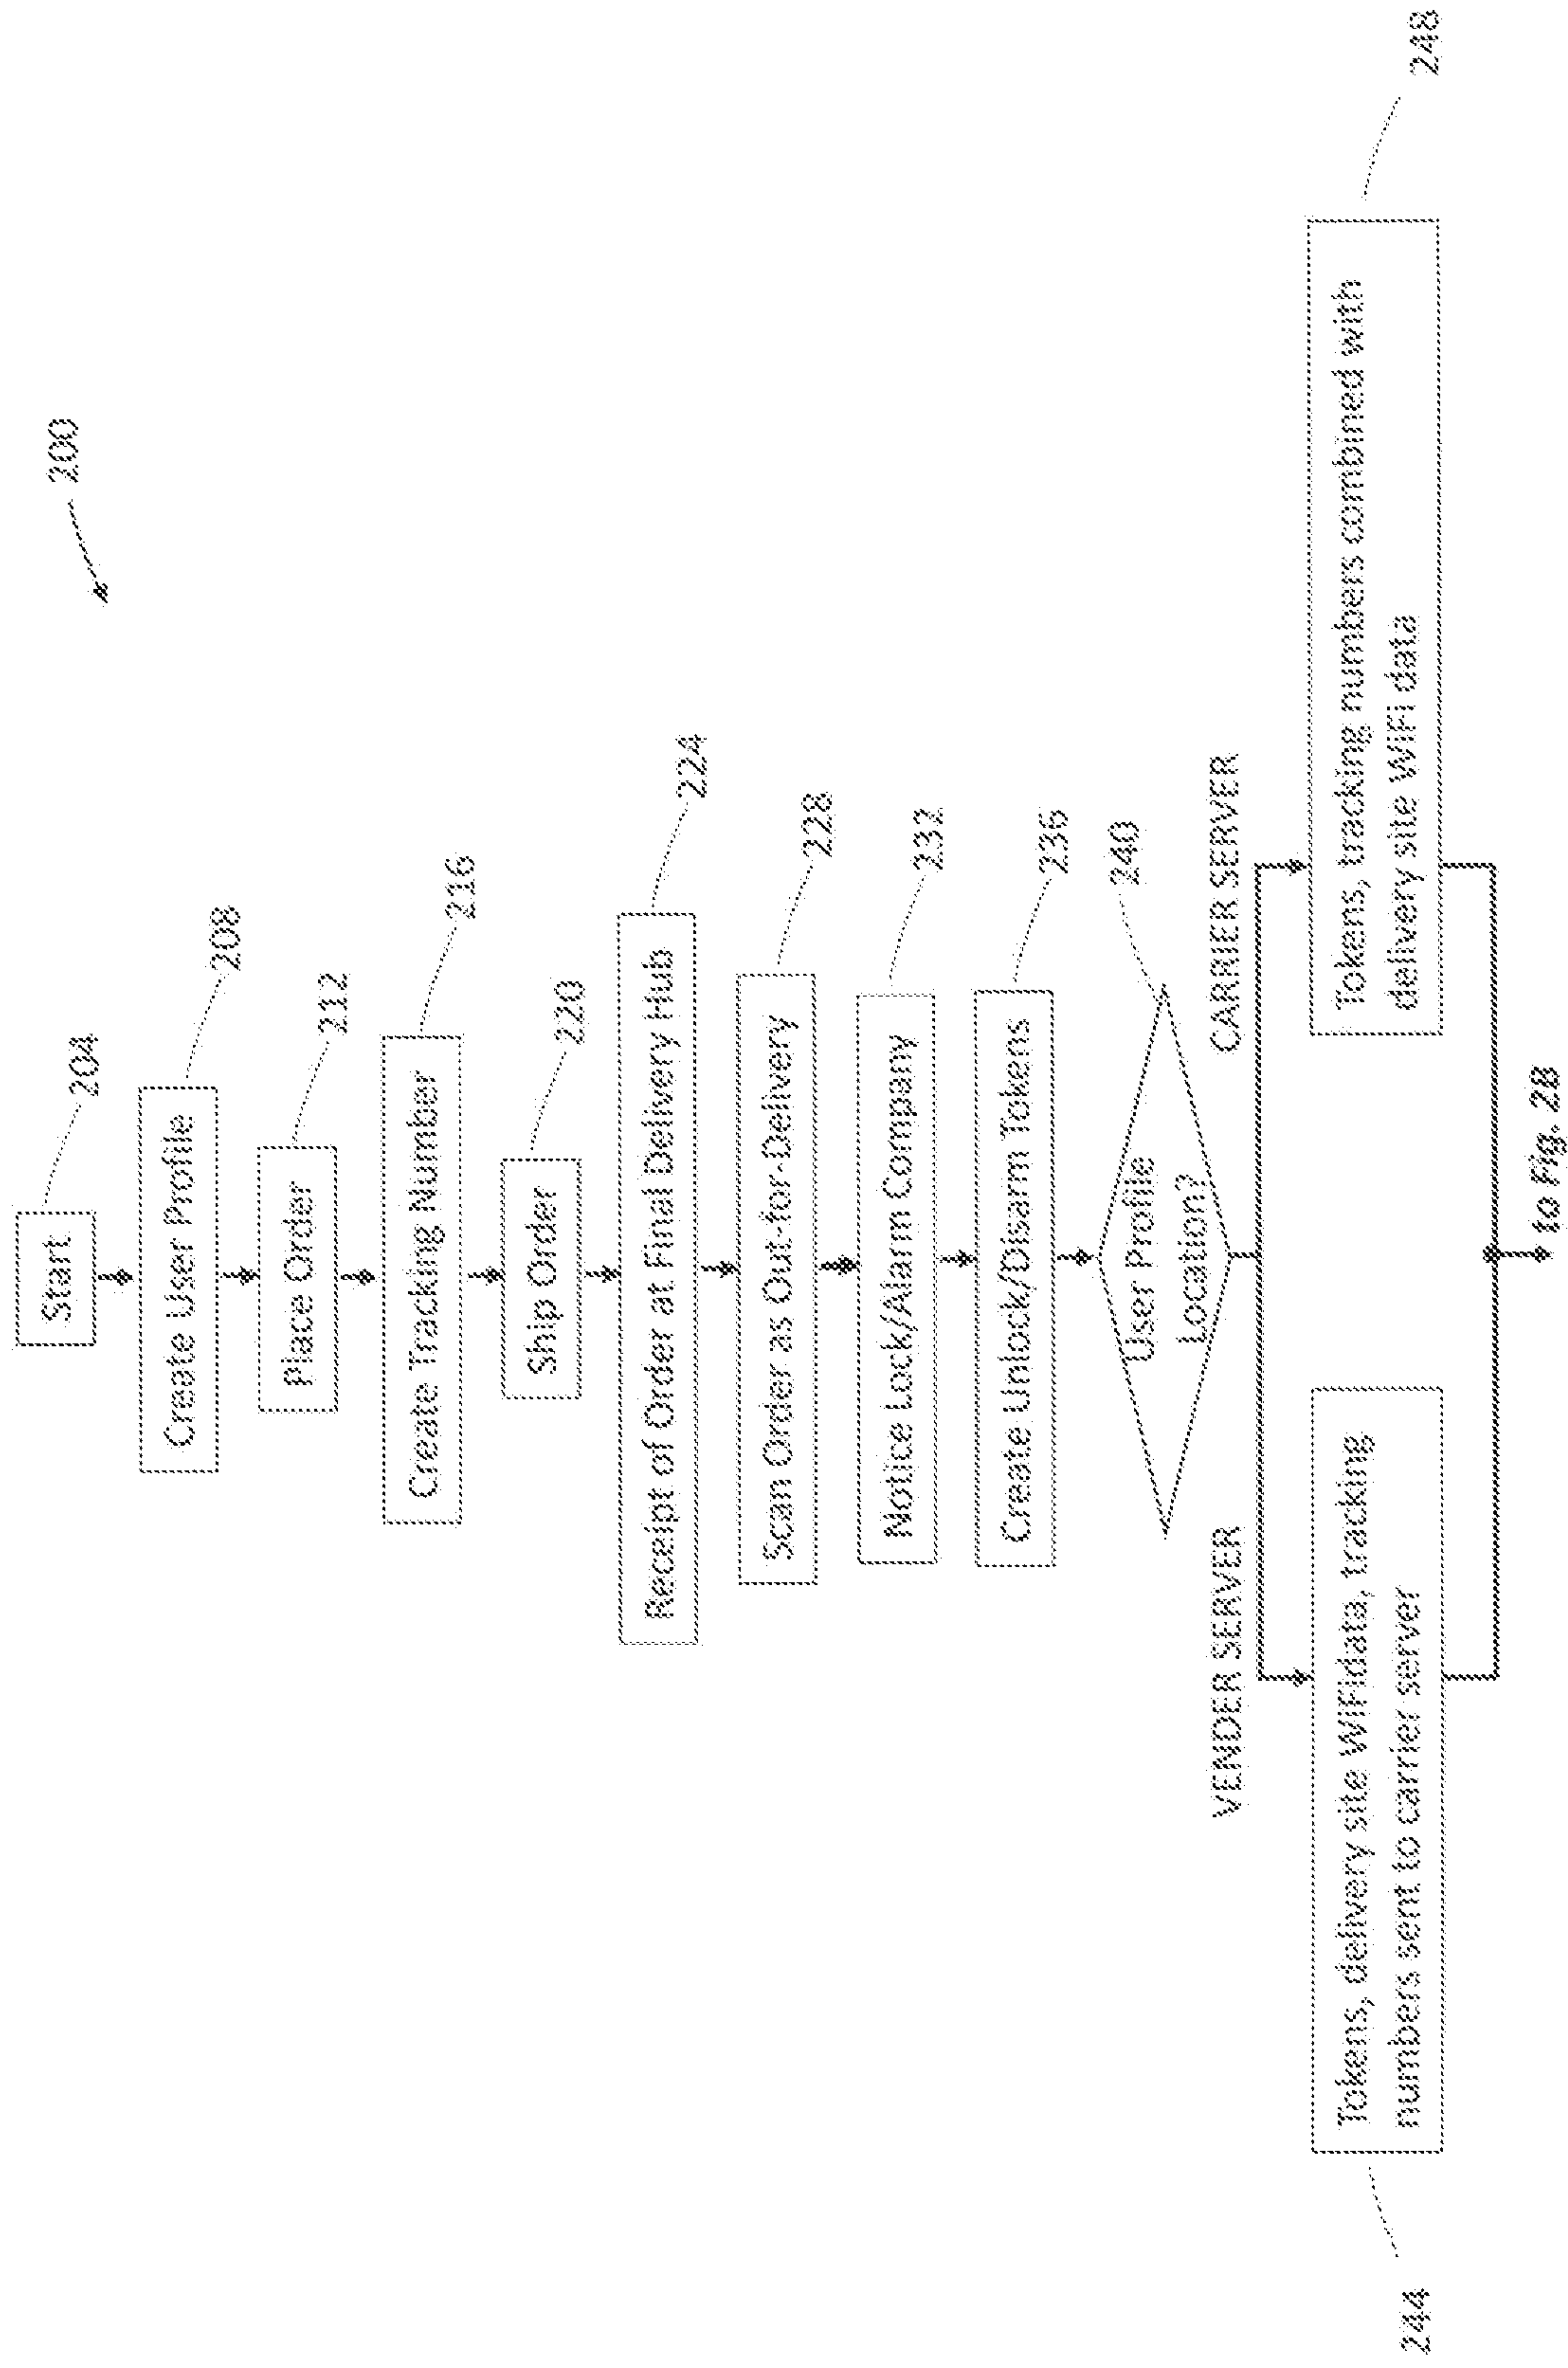 200
Start
204
Create User Profile
208
Place Order
212
Create Tracking Number
216
Ship Order
220
Receipt of Order at Final Delivery Hub
224
Scan Order as Out-for-Delivery
228
Notice Lock/Alarm Company
232
Create Unlock/Disarm Tokens
236
User Profile
Location?
240
VENDER SERVER
CARRIER SERVER
Tokens, delivery site WiFidata, tracking
numbers sent to carrier server
244
Tokens, tracking numbers combined with
delivery site WiFi data
248
to Fig. 2B